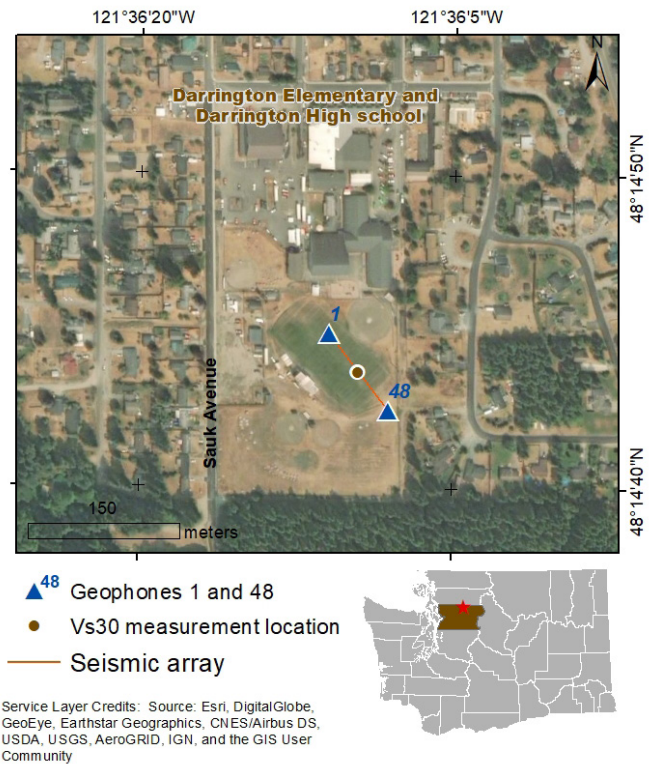 121°36'20"W
121°36'5"W
N
Darrington Elementary and
Darrington High school
48°14'50"N
1
48
Sauk Avenue
48°14'40"N
150
meters
48
Geophones 1 and 48
Vs30 measurement location
Seismic array
Service Layer Credits: Source: Esri, DigitalGlobe,
GeoEye, Earthstar Geographics, CNES/Airbus DS,
USDA, USGS, AeroGRID, IGN, and the GIS User
Community